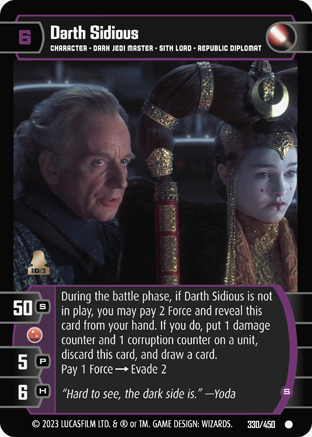 6
Darth Sidious
CHARACTER • DARK JEDI MASTER • SITH LORD • REPUBLIC DIPLOMAT
50 S
5 P
6 H
During the battle phase, if Darth Sidious is not
in play, you may pay 2 Force and reveal this
card from your hand. If you do, put 1 damage
counter and 1 corruption counter on a unit,
discard this card, and draw a card.
Pay 1 Force → Evade 2
“Hard to see, the dark side is.” —Yoda
S
© 2023 LUCASFILM LTD. & ® or TM. GAME DESIGN: WIZARDS. 330/450